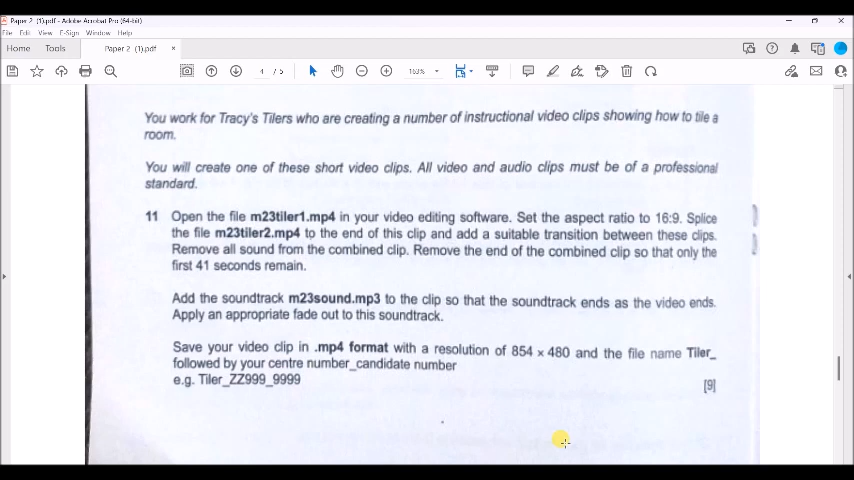 Paper 2 (1).pdf - Adobe Acrobat Pro (64-bit)
File Edit View E-Sign Window Help
Home Tools Paper 2 (1).pdf ×
4 / 5 163%
You work for Tracy's Tilers who are creating a number of instructional video clips showing how to tile a
room.
You will create one of these short video clips. All video and audio clips must be of a professional
standard.
11 Open the file m23tiler1.mp4 in your video editing software. Set the aspect ratio to 16:9. Splice
the file m23tiler2.mp4 to the end of this clip and add a suitable transition between these clips.
Remove all sound from the combined clip. Remove the end of the combined clip so that only the
first 41 seconds remain.
Add the soundtrack m23sound.mp3 to the clip so that the soundtrack ends as the video ends.
Apply an appropriate fade out to this soundtrack.
Save your video clip in .mp4 format with a resolution of 854 × 480 and the file name Tiler_
followed by your centre number_candidate number
e.g. Tiler_ZZ999_9999
[9]